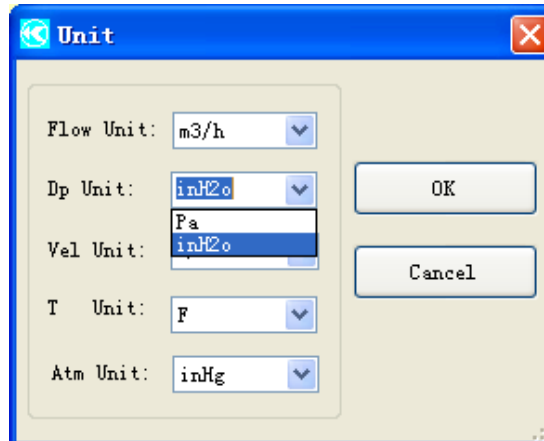 Unit
Flow Unit: m3/h
OK
Dp Unit: inH2o
Pa
inH2o
Vel Unit:
Cancel
T Unit: F
Atm Unit: inHg